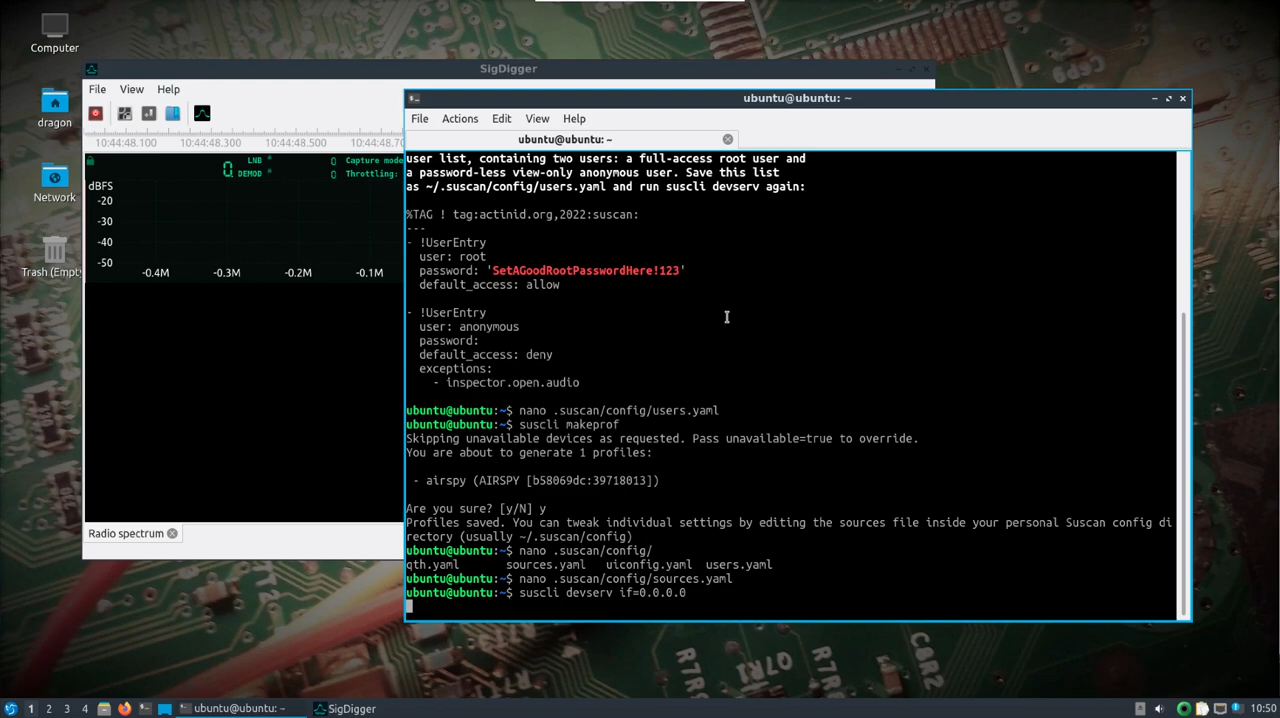 Computer
dragon
Network
Trash (Empty
SigDigger
File View Help
10:44:48.100 10:44:48.300 10:44:48.500 10:44:48.70
LNB
DEMOD
0.
0 Capture mode
0 Throttling:
dBFS
-20
-30
-40
-50
-0.4M -0.3M -0.2M -0.1M
Radio spectrum
ubuntu@ubuntu: ~
File Actions Edit View Help
ubuntu@ubuntu: ~
user list, containing two users: a full-access root user and
a password-less view-only anonymous user. Save this list
as ~/.suscan/config/users.yaml and run suscli devserv again:
%TAG ! tag:actinid.org,2022:suscan:
---
- !UserEntry
user: root
password: 'SetAGoodRootPasswordHere!123'
default_access: allow
- !UserEntry
user: anonymous
password:
default_access: deny
exceptions:
- inspector.open.audio
ubuntu@ubuntu:~$ nano .suscan/config/users.yaml
ubuntu@ubuntu:~$ suscli makeprof
Skipping unavailable devices as requested. Pass unavailable=true to override.
You are about to generate 1 profiles:
- airspy (AIRSPY [b58069dc:39718013])
Are you sure? [y/N] y
Profiles saved. You can tweak individual settings by editing the sources file inside your personal Suscan config di
rectory (usually ~/.suscan/config)
ubuntu@ubuntu:~$ nano .suscan/config/
qth.yaml sources.yaml uiconfig.yaml users.yaml
ubuntu@ubuntu:~$ nano .suscan/config/sources.yaml
ubuntu@ubuntu:~$ suscli devserv if=0.0.0.0
1 2 3 4 ubuntu@ubuntu: ~ SigDigger 10:50